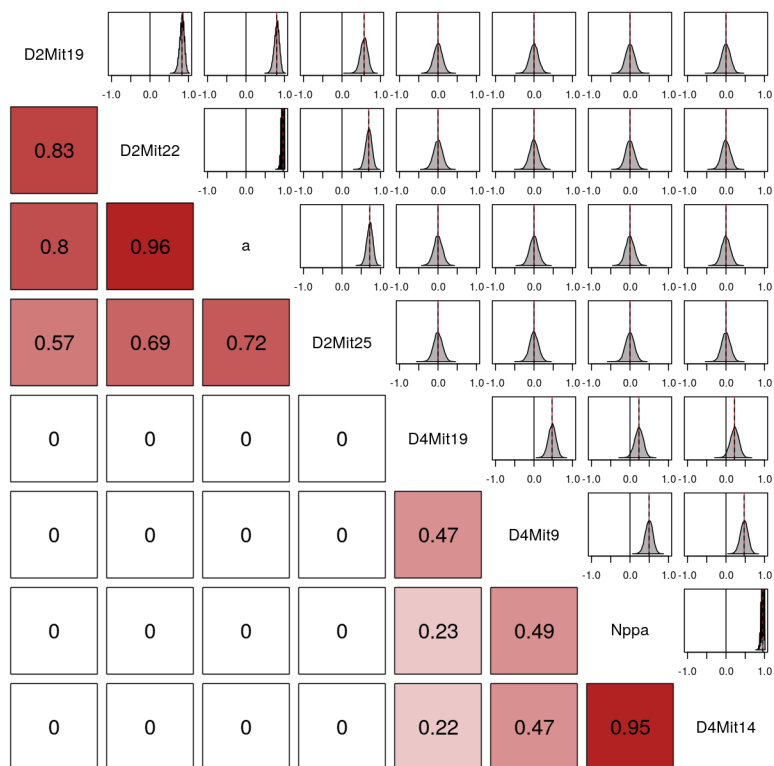 D2Mit19
-1.0 0.0 1.0 -1.0 0.0 1.0 -1.0 0.0 1.0 -1.0 0.0 1.0 -1.0 0.0 1.0 -1.0 0.0 1.0 -1.0 0.0 1.0
0.83 D2Mit22
-1.0 0.0 1.0 -1.0 0.0 1.0 -1.0 0.0 1.0 -1.0 0.0 1.0 -1.0 0.0 1.0 -1.0 0.0 1.0
0.8 0.96 a
-1.0 0.0 1.0 -1.0 0.0 1.0 -1.0 0.0 1.0 -1.0 0.0 1.0 -1.0 0.0 1.0
0.57 0.69 0.72 D2Mit25
-1.0 0.0 1.0 -1.0 0.0 1.0 -1.0 0.0 1.0 -1.0 0.0 1.0
0 0 0 0 D4Mit19
-1.0 0.0 1.0 -1.0 0.0 1.0 -1.0 0.0 1.0
0 0 0 0 0.47 D4Mit9
-1.0 0.0 1.0 -1.0 0.0 1.0
0 0 0 0 0.23 0.49 Nppa
-1.0 0.0 1.0
0 0 0 0 0.22 0.47 0.95 D4Mit14